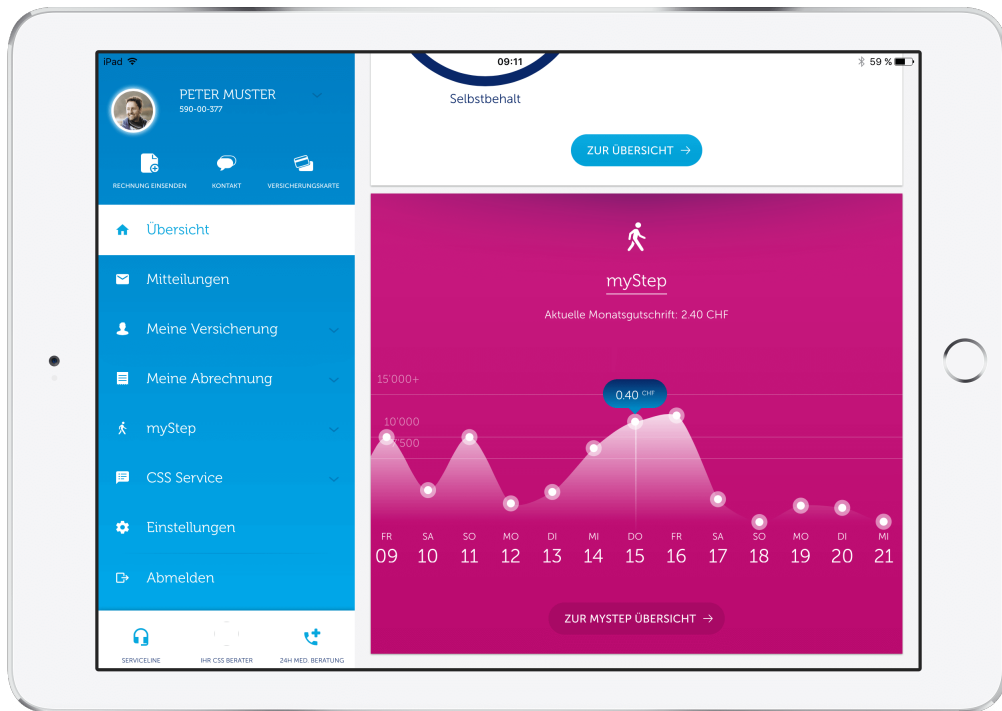 iPad
09:11
59 %
PETER MUSTER
590-00-377
RECHNUNG EINSENDEN
KONTAKT
VERSICHERUNGSKARTE
Übersicht
Mitteilungen
Meine Versicherung
Meine Abrechnung
myStep
CSS Service
Einstellungen
Abmelden
SERVICELINE
IHR CSS BERATER
24H MED. BERATUNG
Selbstbehalt
ZUR ÜBERSICHT →
myStep
Aktuelle Monatsgutschrift: 2.40 CHF
15'000+
0.40 CHF
10'000
7'500
FR SA SO MO DI MI DO FR SA SO MO DI MI
09 10 11 12 13 14 15 16 17 18 19 20 21
ZUR MYSTEP ÜBERSICHT →